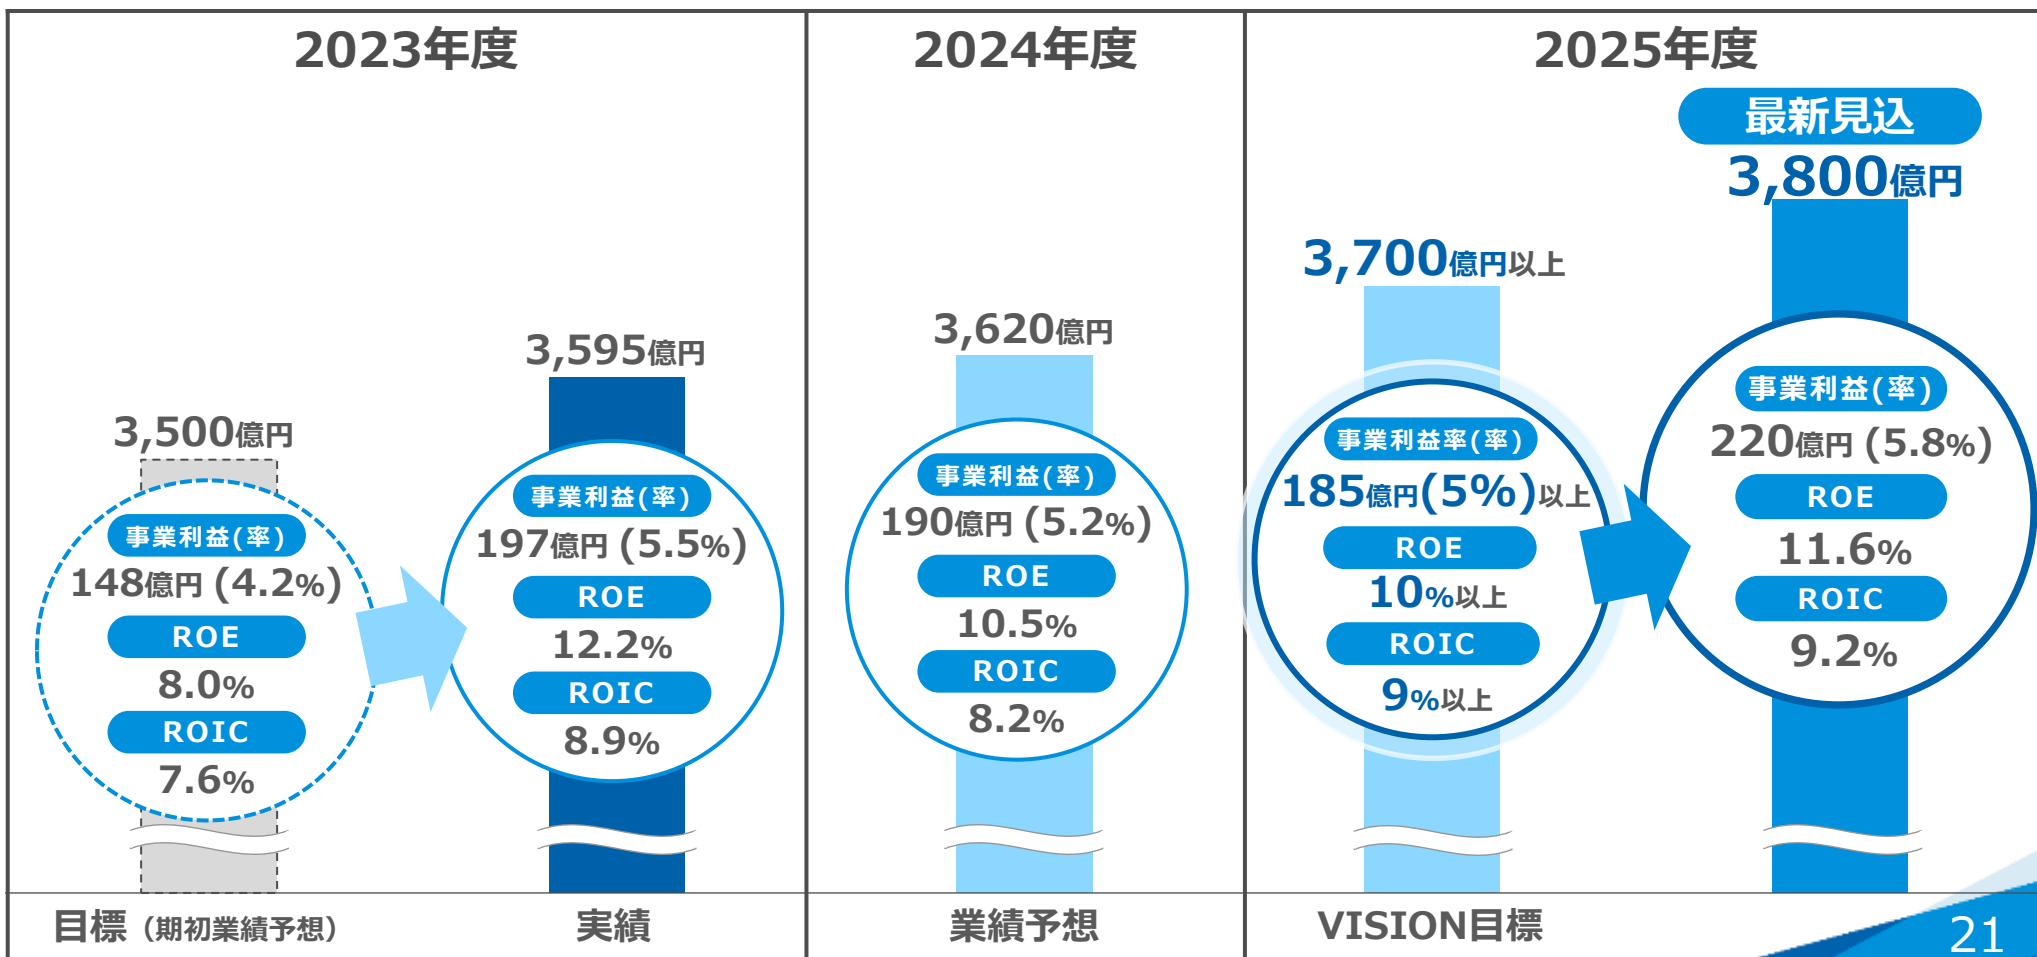 2023年度
3,500億円
事業利益(率)
148億円 (4.2%)
ROE
8.0%
ROIC
7.6%
目標（期初業績予想）
3,595億円
事業利益(率)
197億円 (5.5%)
ROE
12.2%
ROIC
8.9%
実績
2024年度
3,620億円
事業利益(率)
190億円 (5.2%)
ROE
10.5%
ROIC
8.2%
業績予想
2025年度
3,700億円以上
事業利益率(率)
185億円(5%)以上
ROE
10%以上
ROIC
9%以上
VISION目標
最新見込
3,800億円
事業利益(率)
220億円 (5.8%)
ROE
11.6%
ROIC
9.2%
21